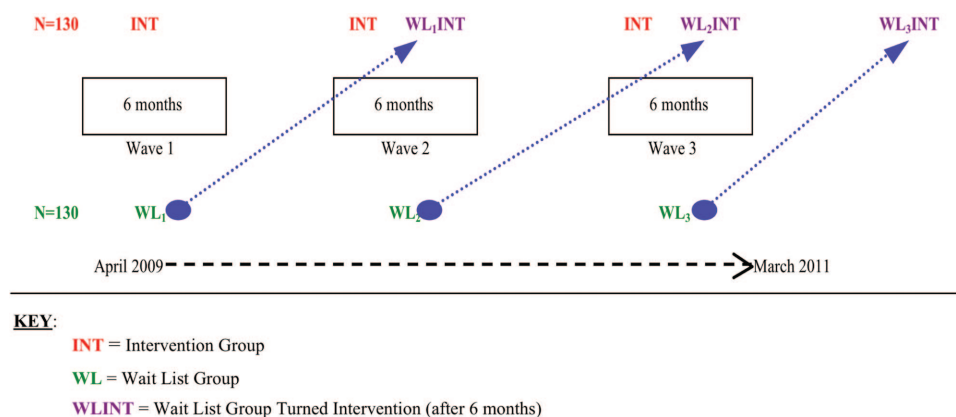 N=130 INT INT WL₁INT INT WL₂INT WL₃INT
6 months 6 months 6 months
Wave 1 Wave 2 Wave 3
N=130 WL₁ WL₂ WL₃
April 2009 March 2011
KEY:
INT = Intervention Group
WL = Wait List Group
WLINT = Wait List Group Turned Intervention (after 6 months)